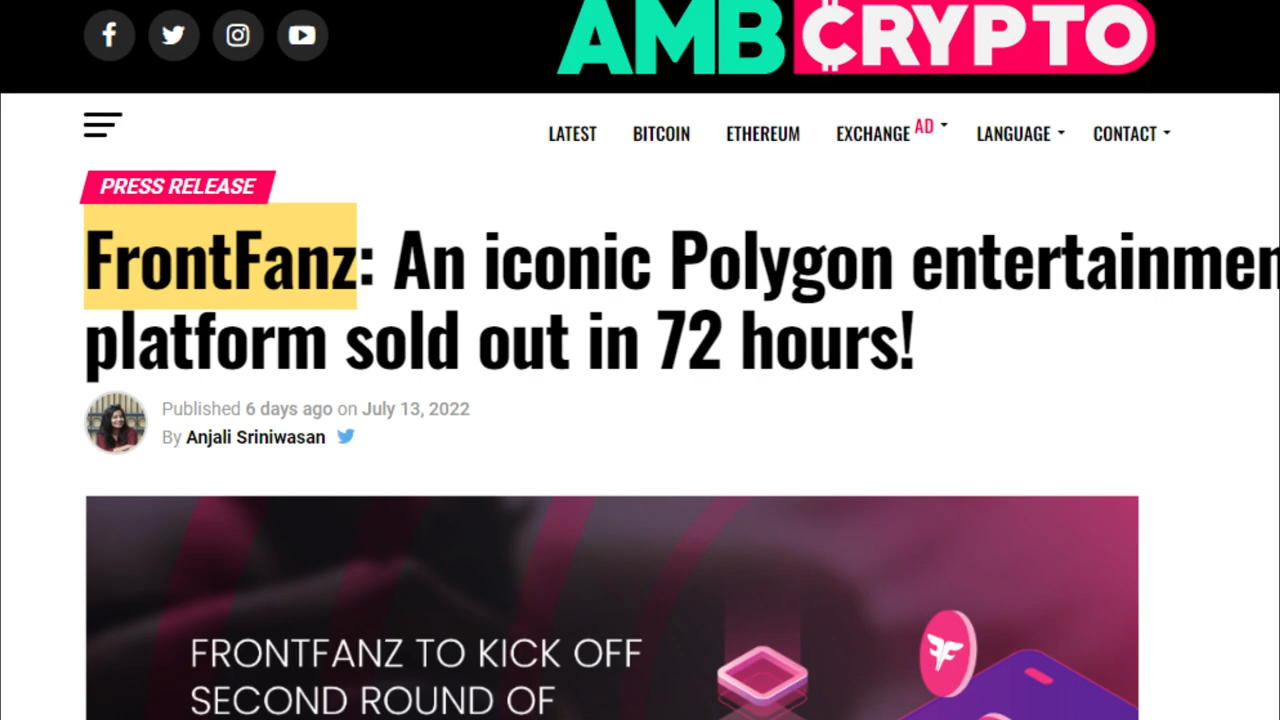 AMBCRYPTO
LATEST BITCOIN ETHEREUM EXCHANGE AD LANGUAGE CONTACT
PRESS RELEASE
FrontFanz: An iconic Polygon entertainmen
platform sold out in 72 hours!
Published 6 days ago on July 13, 2022
By Anjali Sriniwasan
FRONTFANZ TO KICK OFF
SECOND ROUND OF